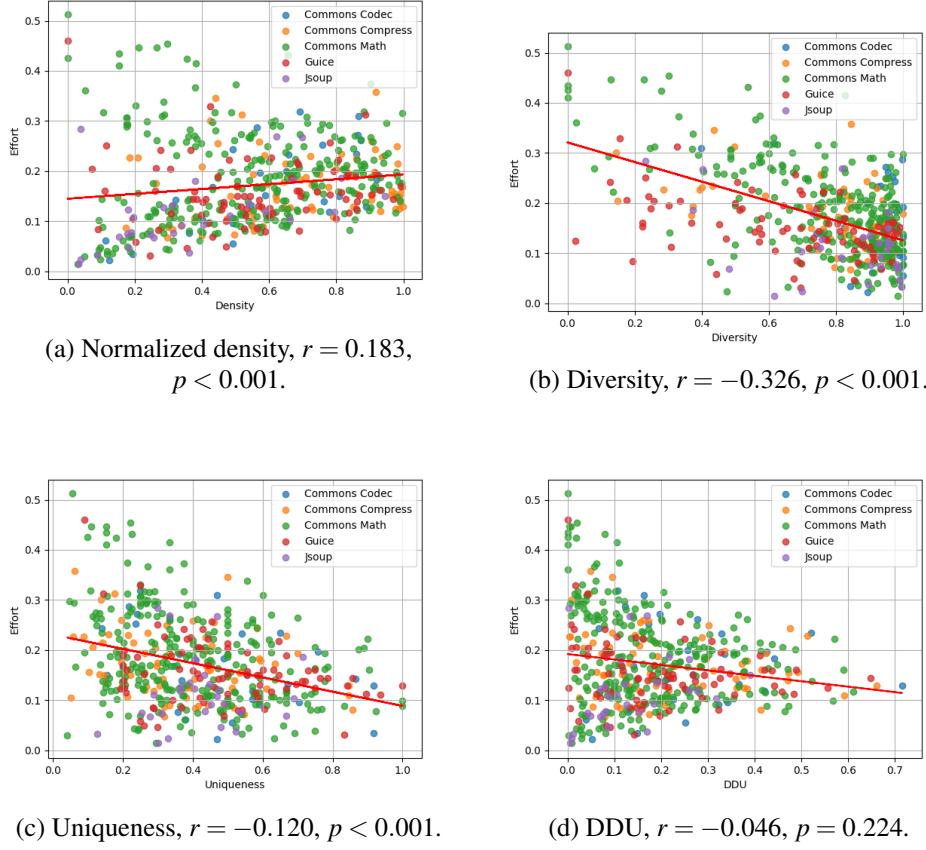 Effort
0.5
0.4
0.3
0.2
0.1
0.0
Commons Codec
Commons Compress
Commons Math
Guice
Jsoup
0.0 0.2 0.4 0.6 0.8 1.0
Density
(a) Normalized density, r = 0.183,
p < 0.001.
Effort
0.5
0.4
0.3
0.2
0.1
0.0
Commons Codec
Commons Compress
Commons Math
Guice
Jsoup
0.0 0.2 0.4 0.6 0.8 1.0
Diversity
(b) Diversity, r = −0.326, p < 0.001.
Effort
0.5
0.4
0.3
0.2
0.1
0.0
Commons Codec
Commons Compress
Commons Math
Guice
Jsoup
0.0 0.2 0.4 0.6 0.8 1.0
Uniqueness
(c) Uniqueness, r = −0.120, p < 0.001.
Effort
0.5
0.4
0.3
0.2
0.1
0.0
Commons Codec
Commons Compress
Commons Math
Guice
Jsoup
0.0 0.1 0.2 0.3 0.4 0.5 0.6 0.7
DDU
(d) DDU, r = −0.046, p = 0.224.